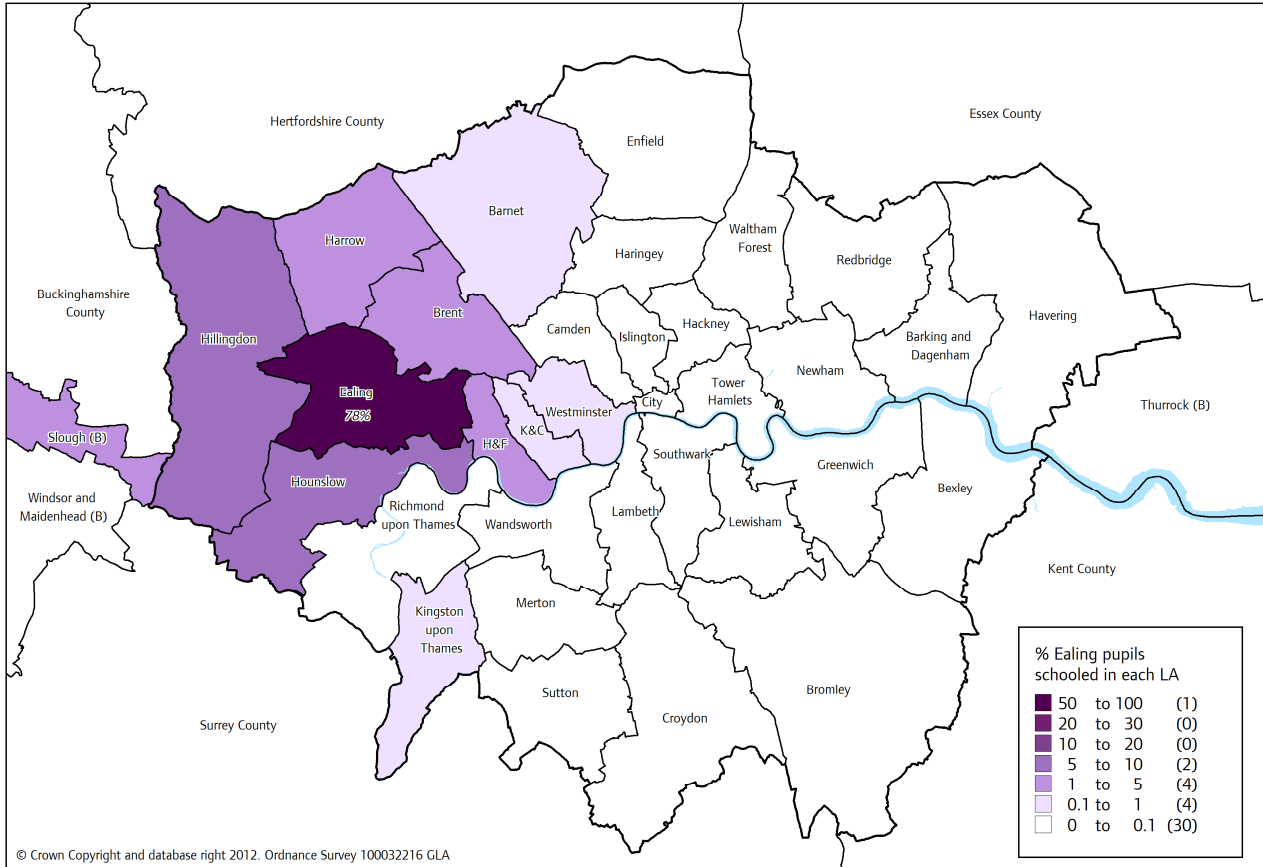 Hertfordshire County
Essex County
Enfield
Barnet
Harrow
Haringey
Waltham
Forest
Redbridge
Buckinghamshire
County
Hillingdon
Brent
Camden
Islington
Hackney
Havering
Barking and
Dagenham
Newham
Tower
Hamlets
Ealing
78%
Westminster
City
Thurrock (B)
Slough (B)
K&C
H&F
Southwark
Greenwich
Hounslow
Windsor and
Maidenhead (B)
Richmond
upon Thames
Wandsworth
Lambeth
Lewisham
Bexley
Kent County
Kingston
upon
Thames
Merton
Sutton
Croydon
Bromley
Surrey County
% Ealing pupils
schooled in each LA
50 to 100 (1)
20 to 30 (0)
10 to 20 (0)
5 to 10 (2)
1 to 5 (4)
0.1 to 1 (4)
0 to 0.1 (30)
© Crown Copyright and database right 2012. Ordnance Survey 100032216 GLA